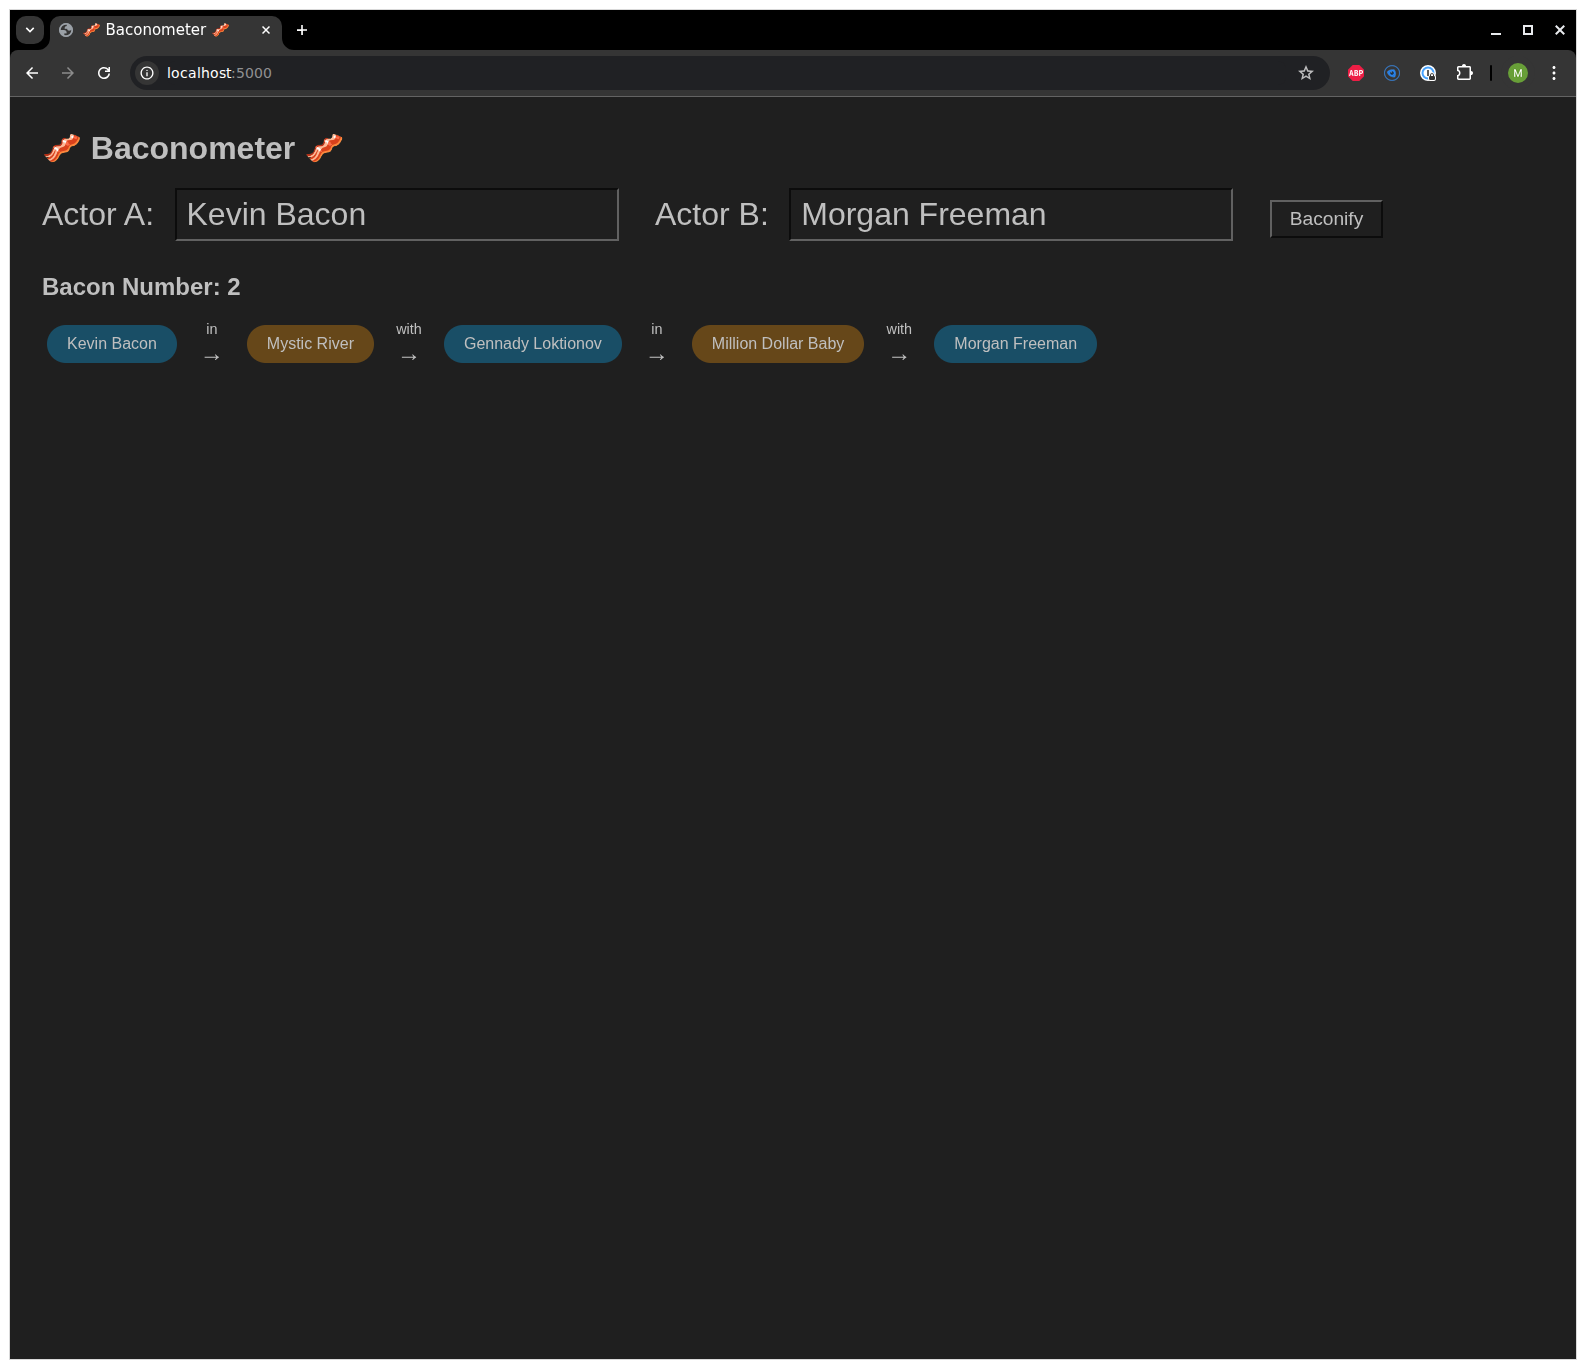 🥓 Baconometer 🥓
localhost:5000
ABP
M
🥓 Baconometer 🥓
Actor A: Kevin Bacon Actor B: Morgan Freeman Baconify
Bacon Number: 2
Kevin Bacon in → Mystic River with → Gennady Loktionov in → Million Dollar Baby with → Morgan Freeman